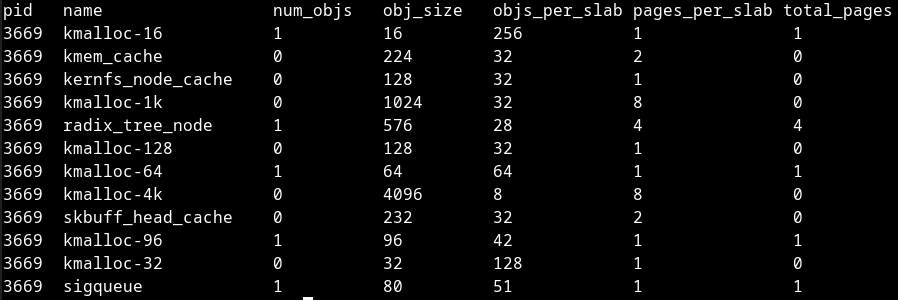 pid name num_objs obj_size objs_per_slab pages_per_slab total_pages
3669 kmalloc-16 1 16 256 1 1
3669 kmem_cache 0 224 32 2 0
3669 kernfs_node_cache 0 128 32 1 0
3669 kmalloc-1k 0 1024 32 8 0
3669 radix_tree_node 1 576 28 4 4
3669 kmalloc-128 0 128 32 1 0
3669 kmalloc-64 1 64 64 1 1
3669 kmalloc-4k 0 4096 8 8 0
3669 skbuff_head_cache 0 232 32 2 0
3669 kmalloc-96 1 96 42 1 1
3669 kmalloc-32 0 32 128 1 0
3669 sigqueue 1 80 51 1 1